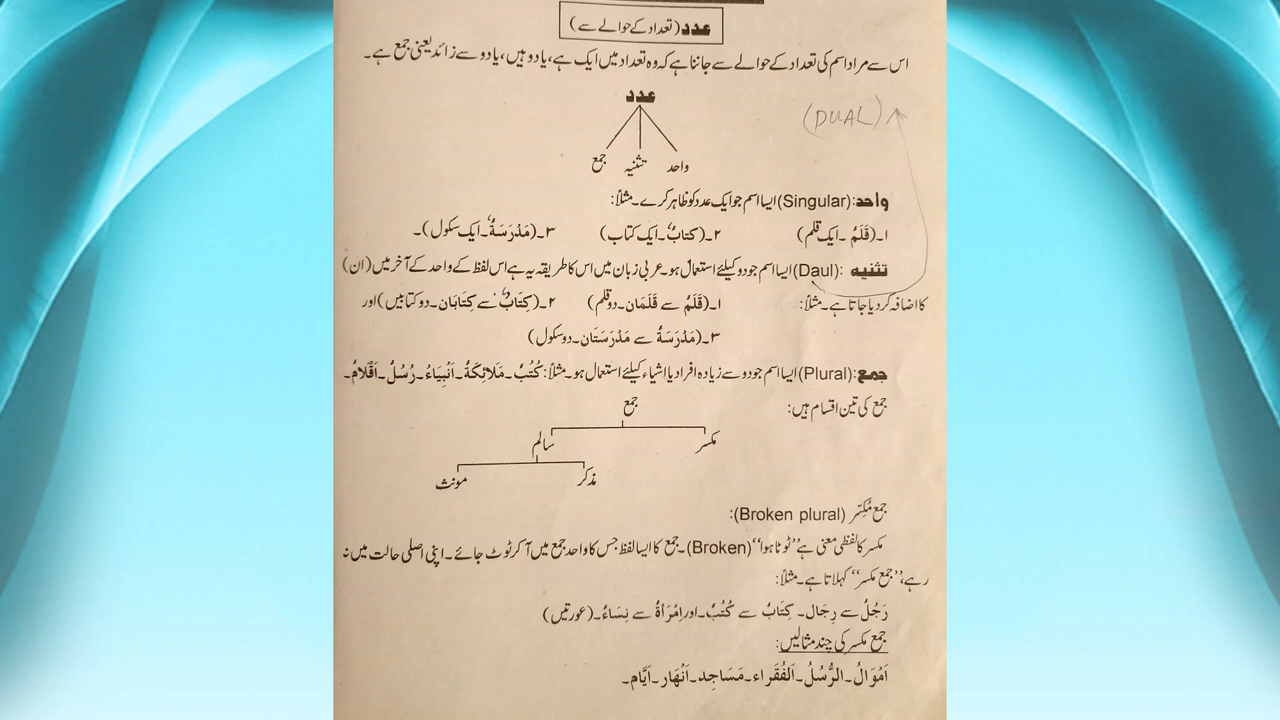 عدد (تعداد کے حوالے سے)
اس سے مراد اسم کی تعداد کے حوالے سے جاننا ہے کہ وہ تعداد میں ایک ہے، یا دو ہیں، یا دو سے زائد یعنی جمع ہے۔
عدد
(DUAL)
واحد تثنیہ جمع
واحد: (Singular) ایسا اسم جو ایک عدد کو ظاہر کرے۔ مثلاً:
۱۔(قَلَمٌ ۔ ایک قلم) ۲۔(کِتَابٌ۔ ایک کتاب) ۳۔(مَدْرَسَةٌ۔ ایک سکول)۔
تثنیہ :(Daul) ایسا اسم جو دو کیلئے استعمال ہو۔ عربی زبان میں اس کا طریقہ یہ ہے اس لفظ کے واحد کے آخر میں (ان)
کا اضافہ کر دیا جاتا ہے۔ مثلاً: ۱۔(قَلَمٌ سے قَلَمَان۔ دو قلم) ۲۔(کِتَابٌ سے کِتَابَان۔ دو کتابیں) اور
۳۔(مَدْرَسَةٌ سے مَدْرَسَتَان۔ دو سکول)
جمع: (Plural) ایسا اسم جو دو سے زیادہ افراد یا اشیاء کیلئے استعمال ہو۔ مثلاً: کُتُبٌ۔ مَلَائِکَةٌ۔ اَنْبِیَاءُ۔ رُسُلٌ۔ اَقْلَامٌ۔
جمع کی تین اقسام ہیں:
جمع
مکسر سالم
مذکر مونث
جمع مُکسَّر (Broken plural):
مکسر کا لفظی معنی ہے ”ٹوٹا ہوا“ (Broken)۔ جمع کا ایسا لفظ جس کا واحد جمع میں آ کر ٹوٹ جائے۔ اپنی اصلی حالت میں نہ
رہے، ”جمع مکسر“ کہلاتا ہے۔ مثلاً:
رَجُلٌ سے رِجَال۔ کِتَابٌ سے کُتُبٌ۔ اور اِمْرَاَةٌ سے نِسَاءٌ۔ (عورتیں)
جمع مکسر کی چند مثالیں:
اَمْوَالٌ۔ الرُّسُلُ۔ اَلْفُقَراء۔ مَسَاجِد۔ اَنْهَار۔ اَیَّام۔